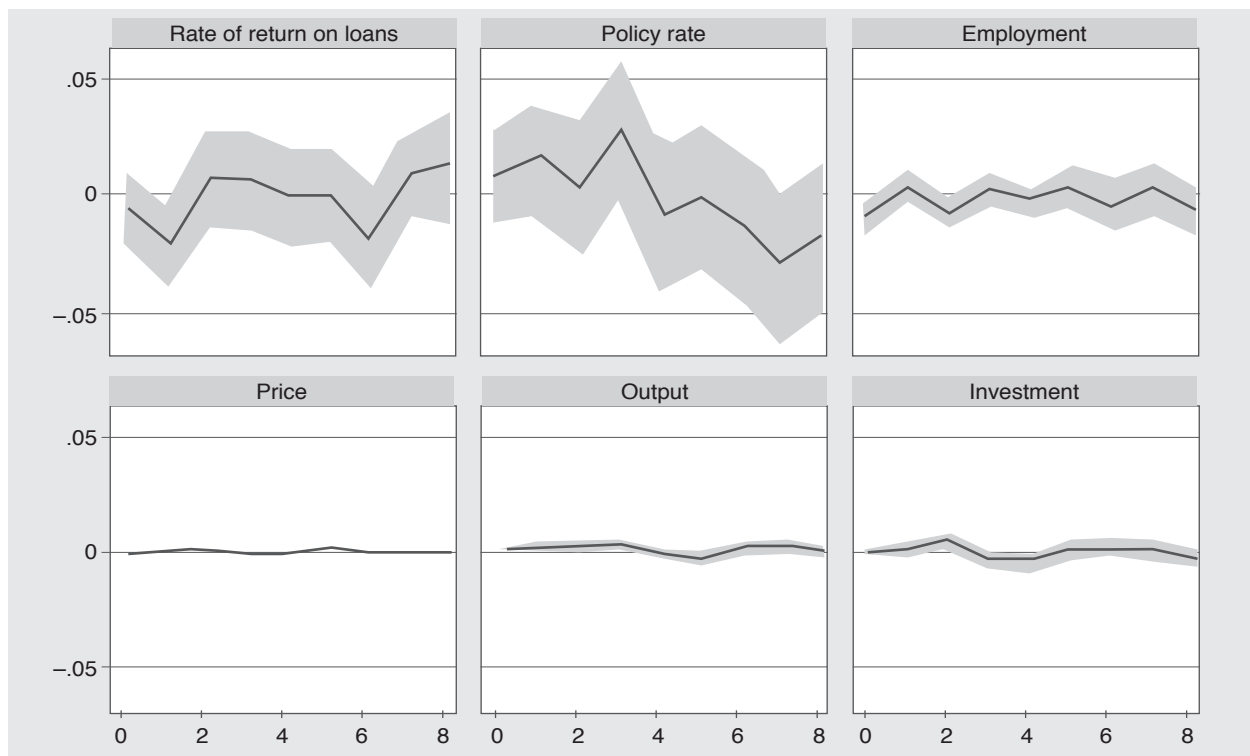 Rate of return on loans
Policy rate
Employment
.05
0
–.05
Price
Output
Investment
.05
0
–.05
0 2 4 6 8
0 2 4 6 8
0 2 4 6 8